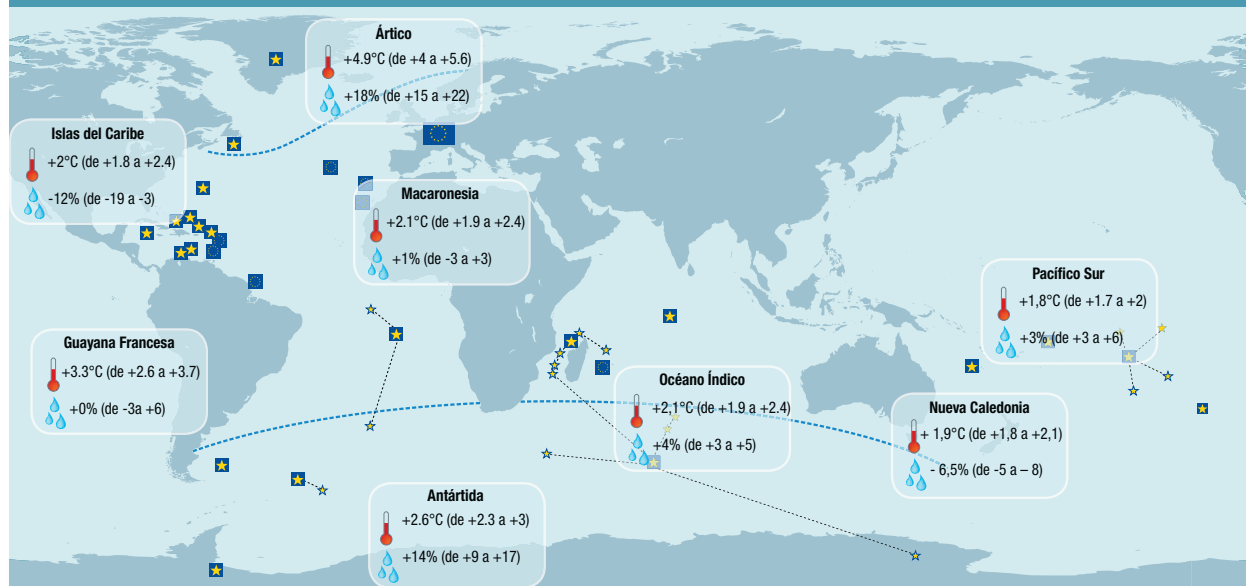 Ártico
+4.9°C (de +4 a +5.6)
+18% (de +15 a +22)
Islas del Caribe
+2°C (de +1.8 a +2.4)
-12% (de -19 a -3)
Macaronesia
+2.1°C (de +1.9 a +2.4)
+1% (de -3 a +3)
Pacífico Sur
+1,8°C (de +1.7 a +2)
+3% (de +3 a +6)
Guayana Francesa
+3.3°C (de +2.6 a +3.7)
+0% (de -3a +6)
Océano Índico
+2,1°C (de +1.9 a +2.4)
+4% (de +3 a +5)
Nueva Caledonia
+ 1,9°C (de +1,8 a +2,1)
- 6,5% (de -5 a – 8)
Antártida
+2.6°C (de +2.3 a +3)
+14% (de +9 a +17)